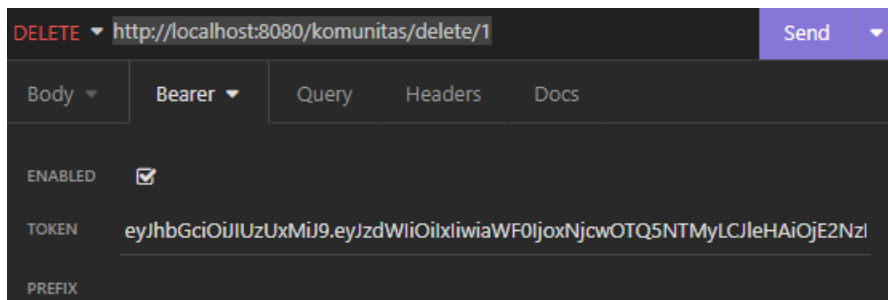 DELETE http://localhost:8080/komunitas/delete/1 Send
Body Bearer Query Headers Docs
ENABLED
TOKEN eyJhbGciOiJIUzUxMiJ9.eyJzdWIiOiIxIiwiaWF0IjoxNjcwOTQ5NTMyLCJleHAiOjE2NzI
PREFIX